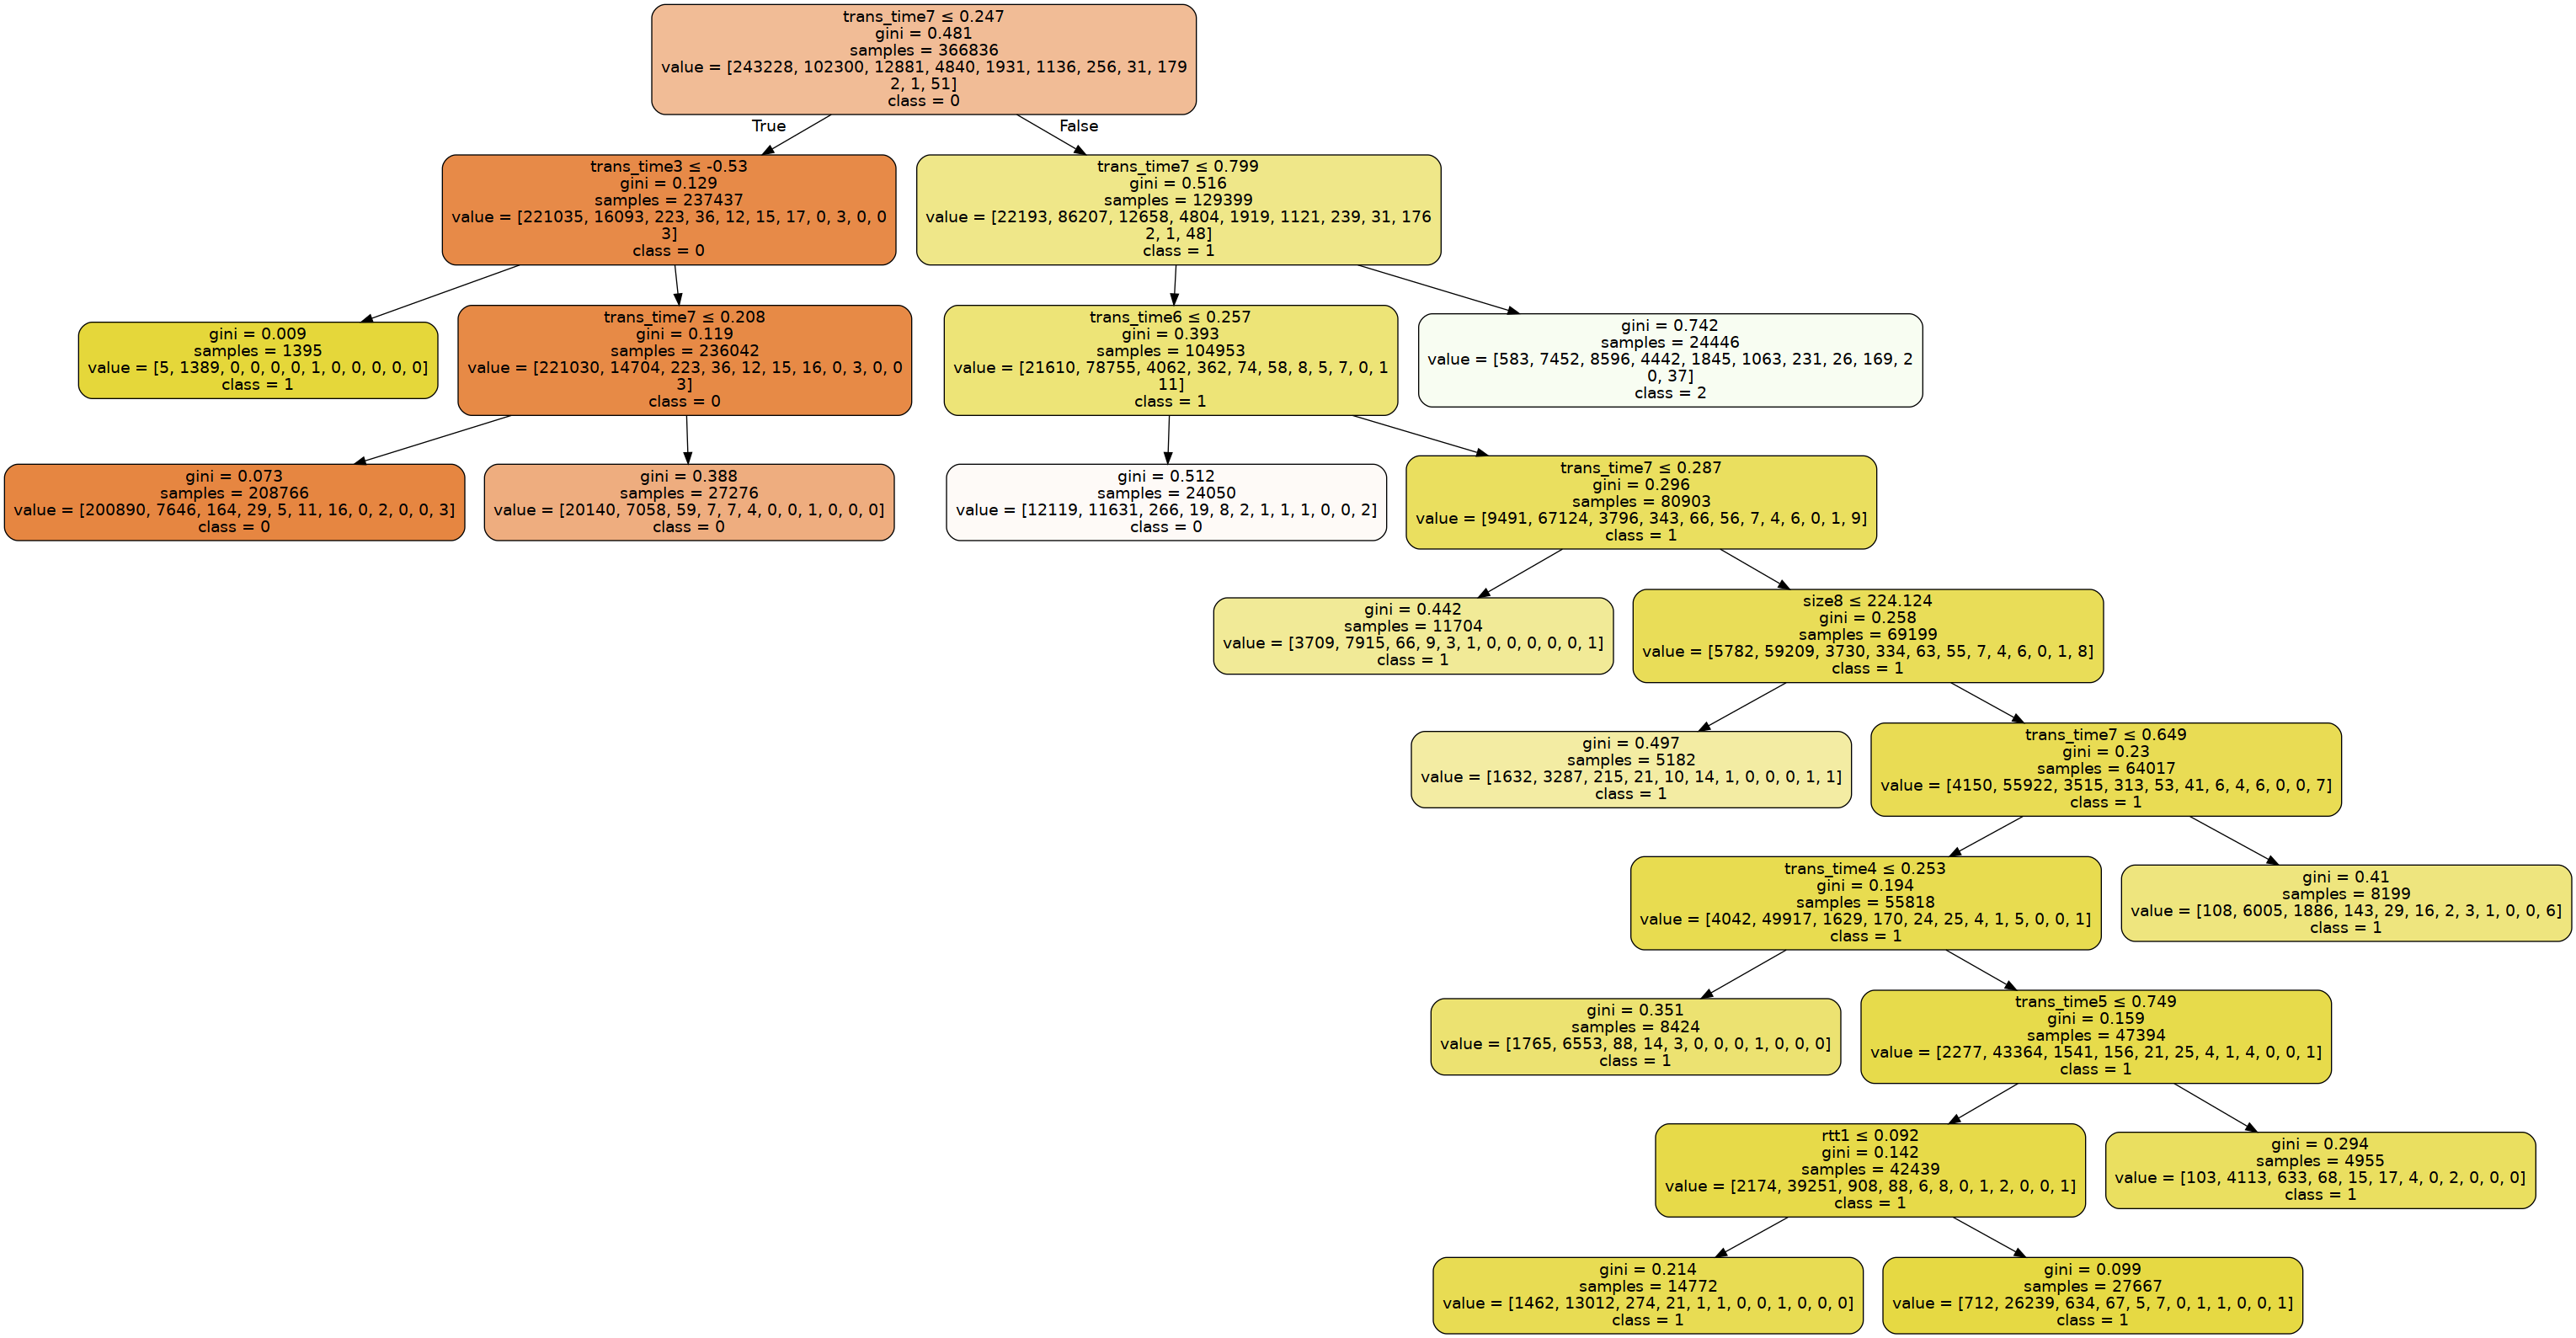 trans_time7 ≤ 0.247
gini = 0.481
samples = 366836
value = [243228, 102300, 12881, 4840, 1931, 1136, 256, 31, 179
2, 1, 51]
class = 0
True
False
trans_time3 ≤ -0.53
gini = 0.129
samples = 237437
value = [221035, 16093, 223, 36, 12, 15, 17, 0, 3, 0, 0
3]
class = 0
trans_time7 ≤ 0.799
gini = 0.516
samples = 129399
value = [22193, 86207, 12658, 4804, 1919, 1121, 239, 31, 176
2, 1, 48]
class = 1
gini = 0.009
samples = 1395
value = [5, 1389, 0, 0, 0, 0, 1, 0, 0, 0, 0, 0]
class = 1
trans_time7 ≤ 0.208
gini = 0.119
samples = 236042
value = [221030, 14704, 223, 36, 12, 15, 16, 0, 3, 0, 0
3]
class = 0
trans_time6 ≤ 0.257
gini = 0.393
samples = 104953
value = [21610, 78755, 4062, 362, 74, 58, 8, 5, 7, 0, 1
11]
class = 1
gini = 0.742
samples = 24446
value = [583, 7452, 8596, 4442, 1845, 1063, 231, 26, 169, 2
0, 37]
class = 2
gini = 0.073
samples = 208766
value = [200890, 7646, 164, 29, 5, 11, 16, 0, 2, 0, 0, 3]
class = 0
gini = 0.388
samples = 27276
value = [20140, 7058, 59, 7, 7, 4, 0, 0, 1, 0, 0, 0]
class = 0
gini = 0.512
samples = 24050
value = [12119, 11631, 266, 19, 8, 2, 1, 1, 1, 0, 0, 2]
class = 0
trans_time7 ≤ 0.287
gini = 0.296
samples = 80903
value = [9491, 67124, 3796, 343, 66, 56, 7, 4, 6, 0, 1, 9]
class = 1
gini = 0.442
samples = 11704
value = [3709, 7915, 66, 9, 3, 1, 0, 0, 0, 0, 0, 1]
class = 1
size8 ≤ 224.124
gini = 0.258
samples = 69199
value = [5782, 59209, 3730, 334, 63, 55, 7, 4, 6, 0, 1, 8]
class = 1
gini = 0.497
samples = 5182
value = [1632, 3287, 215, 21, 10, 14, 1, 0, 0, 0, 1, 1]
class = 1
trans_time7 ≤ 0.649
gini = 0.23
samples = 64017
value = [4150, 55922, 3515, 313, 53, 41, 6, 4, 6, 0, 0, 7]
class = 1
trans_time4 ≤ 0.253
gini = 0.194
samples = 55818
value = [4042, 49917, 1629, 170, 24, 25, 4, 1, 5, 0, 0, 1]
class = 1
gini = 0.41
samples = 8199
value = [108, 6005, 1886, 143, 29, 16, 2, 3, 1, 0, 0, 6]
class = 1
gini = 0.351
samples = 8424
value = [1765, 6553, 88, 14, 3, 0, 0, 0, 1, 0, 0, 0]
class = 1
trans_time5 ≤ 0.749
gini = 0.159
samples = 47394
value = [2277, 43364, 1541, 156, 21, 25, 4, 1, 4, 0, 0, 1]
class = 1
rtt1 ≤ 0.092
gini = 0.142
samples = 42439
value = [2174, 39251, 908, 88, 6, 8, 0, 1, 2, 0, 0, 1]
class = 1
gini = 0.294
samples = 4955
value = [103, 4113, 633, 68, 15, 17, 4, 0, 2, 0, 0, 0]
class = 1
gini = 0.214
samples = 14772
value = [1462, 13012, 274, 21, 1, 1, 0, 0, 1, 0, 0, 0]
class = 1
gini = 0.099
samples = 27667
value = [712, 26239, 634, 67, 5, 7, 0, 1, 1, 0, 0, 1]
class = 1